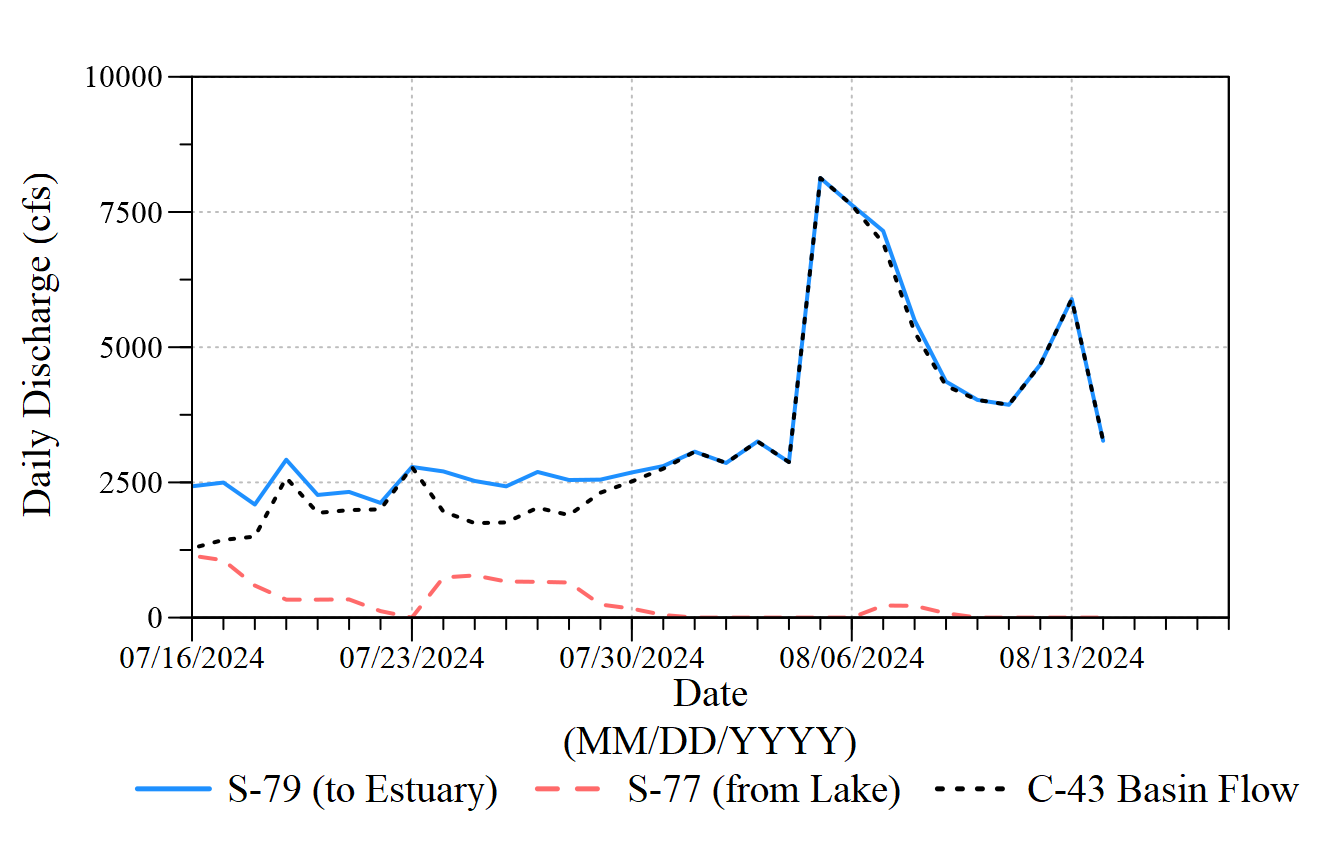 10000
7500
5000
2500
0
Daily Discharge (cfs)
07/16/2024 07/23/2024 07/30/2024 08/06/2024 08/13/2024
Date
(MM/DD/YYYY)
S-79 (to Estuary) S-77 (from Lake) C-43 Basin Flow